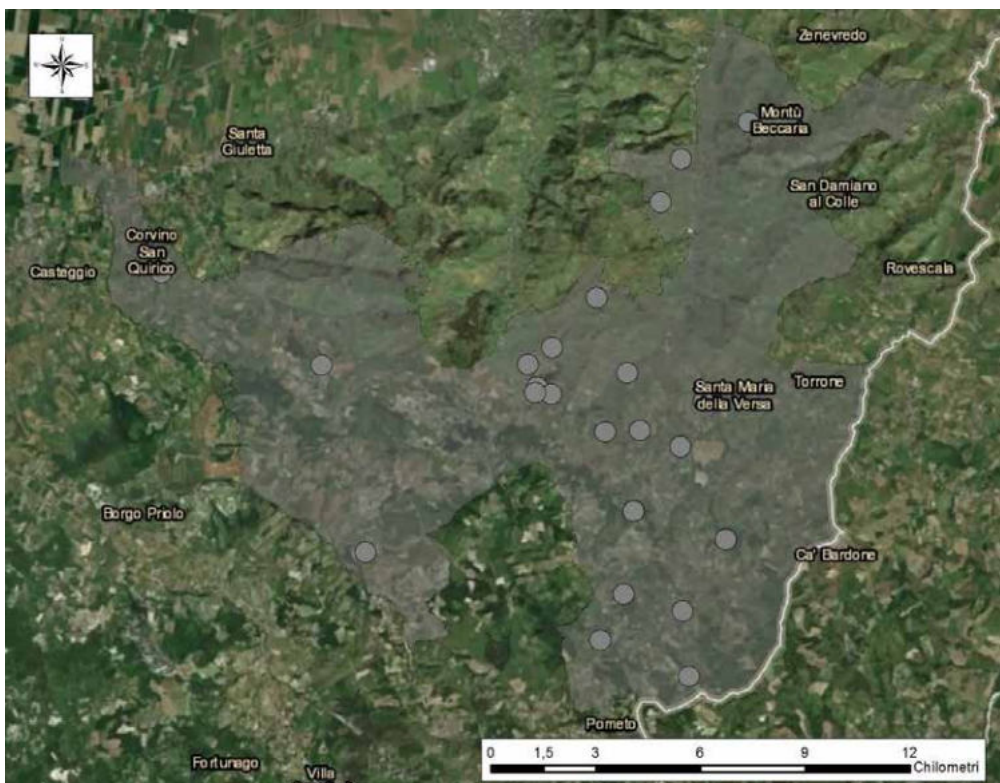 Zenevredo
Montù
Beccaria
Santa
Giuletta
San Damiano
al Colle
Corvino
San
Quirico
Casteggio
Rovescala
Santa Maria
della Versa
Torrone
Borgo Priolo
Ca' Bardone
Pometo
Fortunago
Villa
0 1,5 3 6 9 12
Chilometri